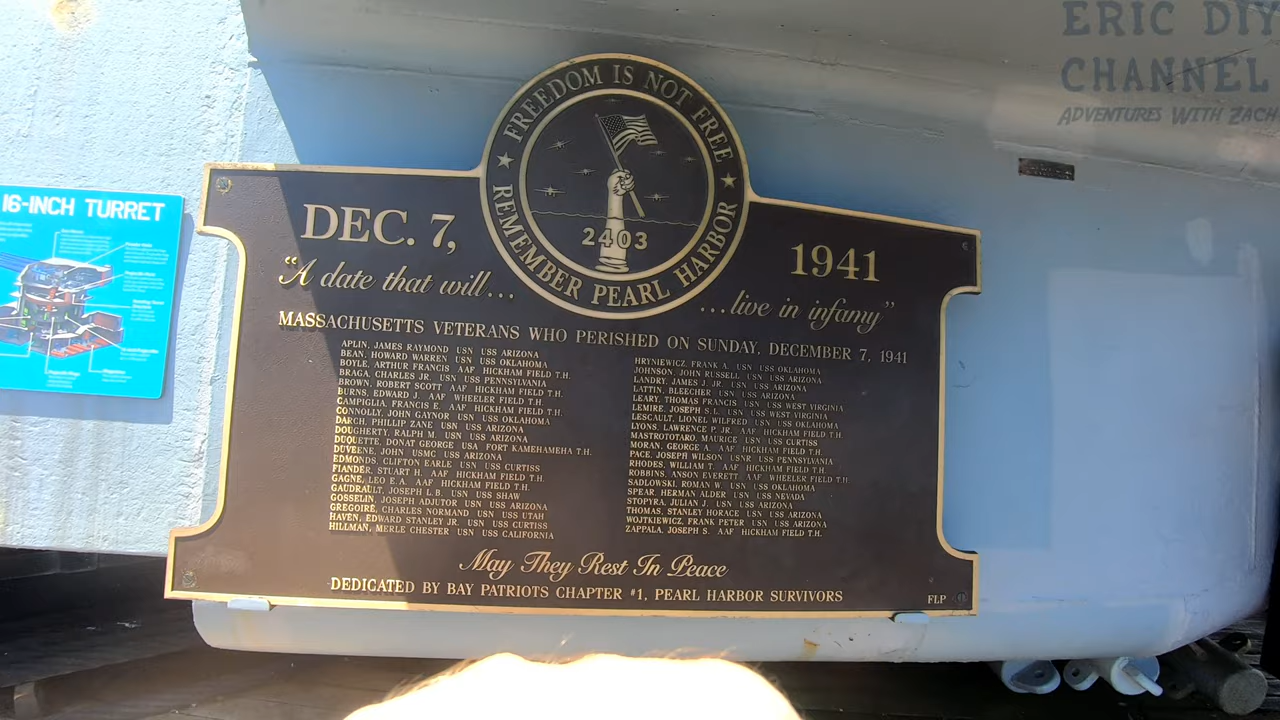 ERIC DIY
CHANNEL
ADVENTURES WITH ZACH
16-INCH TURRET
FREEDOM IS NOT FREE
★ REMEMBER PEARL HARBOR ★
2403
DEC. 7, 1941
"A date that will... ...live in infamy"
MASSACHUSETTS VETERANS WHO PERISHED ON SUNDAY, DECEMBER 7, 1941
APLIN, JAMES RAYMOND USN USS ARIZONA
BEAN, HOWARD WARREN USN USS OKLAHOMA
BOYLE, ARTHUR FRANCIS AAF HICKHAM FIELD T.H.
BRAGA, CHARLES JR. USN USS PENNSYLVANIA
BROWN, ROBERT SCOTT AAF HICKHAM FIELD T.H.
BURNS, EDWARD J. AAF WHEELER FIELD T.H.
CAMPIGLIA, FRANCIS E. AAF HICKHAM FIELD T.H.
CONNOLLY, JOHN GAYNOR USN USS OKLAHOMA
DARCH, PHILLIP ZANE USN USS ARIZONA
DOUGHERTY, RALPH M. USN USS ARIZONA
DUQUETTE, DONAT GEORGE USA FORT KAMEHAMEHA T.H.
DUVEENE, JOHN USMC USS ARIZONA
EDMONDS, CLIFTON EARLE USN USS CURTISS
FIANDER, STUART H. AAF HICKHAM FIELD T.H.
GAGNE, LEO E.A. AAF HICKHAM FIELD T.H.
GAUDRAULT, JOSEPH L.B. USN USS SHAW
GOSSELIN, JOSEPH ADJUTOR USN USS ARIZONA
GREGOIRE, CHARLES NORMAND USN USS UTAH
HAVEN, EDWARD STANLEY JR. USN USS CURTISS
HILLMAN, MERLE CHESTER USN USS CALIFORNIA
HRYNIEWICZ, FRANK A. USN USS OKLAHOMA
JOHNSON, JOHN RUSSELL USN USS ARIZONA
LANDRY, JAMES J. JR. USN USS ARIZONA
LATTIN, BLEECHER USN USS ARIZONA
LEARY, THOMAS FRANCIS USN USS WEST VIRGINIA
LEMIRE, JOSEPH S.L. USN USS WEST VIRGINIA
LESCAULT, LIONEL WILFRED USN USS OKLAHOMA
LYONS, LAWRENCE P. JR. AAF HICKHAM FIELD T.H.
MASTROTOTARO, MAURICE USN USS CURTISS
MORAN, GEORGE A. AAF HICKHAM FIELD T.H.
PACE, JOSEPH WILSON USNR USS PENNSYLVANIA
RHODES, WILLIAM T. AAF HICKHAM FIELD T.H.
ROBBINS, ANSON EVERETT AAF WHEELER FIELD T.H.
SADLOWSKI, ROMAN W. USN USS OKLAHOMA
SPEAR, HERMAN ALDER USN USS NEVADA
STOPYRA, JULIAN J. USN USS ARIZONA
THOMAS, STANLEY HORACE USN USS ARIZONA
WOJTKIEWICZ, FRANK PETER USN USS ARIZONA
ZAPPALA, JOSEPH S. AAF HICKHAM FIELD T.H.
May They Rest In Peace
DEDICATED BY BAY PATRIOTS CHAPTER #1, PEARL HARBOR SURVIVORS
FLP